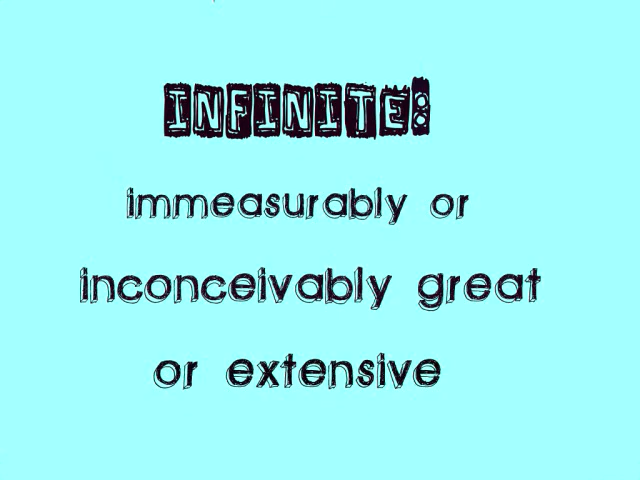 INFINITE:
immeasurably or
inconceivably great
or extensive